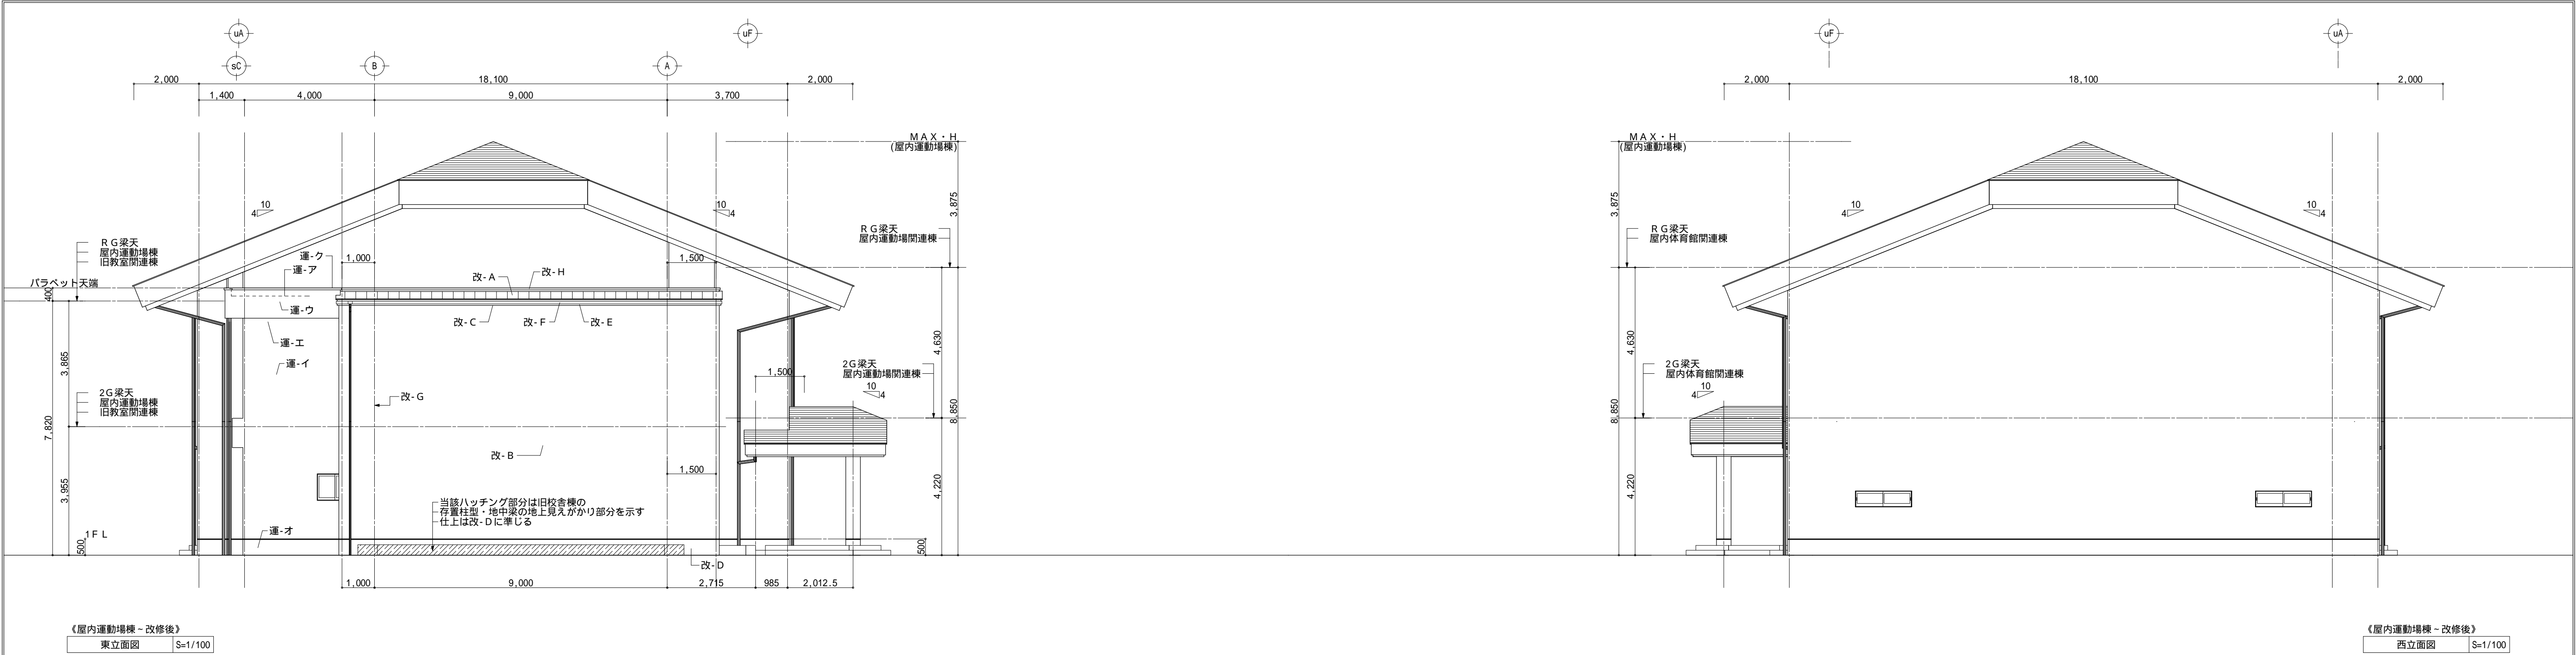 uA
uF
sC
B
A
2,000
18,100
2,000
1,400
4,000
9,000
3,700
MAX・H
(屋内運動場棟)
3,875
10
4
10
4
RG梁天
屋内運動場棟
旧教室関連棟
パラペット天端
400
運-ク
運-ア
1,000
改-A
改-H
1,500
RG梁天
屋内運動場関連棟
運-ウ
改-C
改-F
改-E
運-エ
運-イ
3,865
4,630
2G梁天
屋内運動場棟
旧教室関連棟
改-G
1,500
2G梁天
屋内運動場関連棟
10
4
7,820
8,850
改-B
1,500
3,955
4,220
当該ハッチング部分は旧校舎棟の
存置柱型・地中梁の地上見えがかり部分を示す
仕上は改-Dに準じる
1FL
500
運-オ
500
改-D
1,000
9,000
2,715
985
2,012.5
《屋内運動場棟~改修後》
東立面図 S=1/100
uF
uA
2,000
18,100
2,000
MAX・H
(屋内運動場棟)
3,875
10
4
10
4
RG梁天
屋内体育館関連棟
4,630
2G梁天
屋内体育館関連棟
10
4
8,850
4,220
《屋内運動場棟~改修後》
西立面図 S=1/100